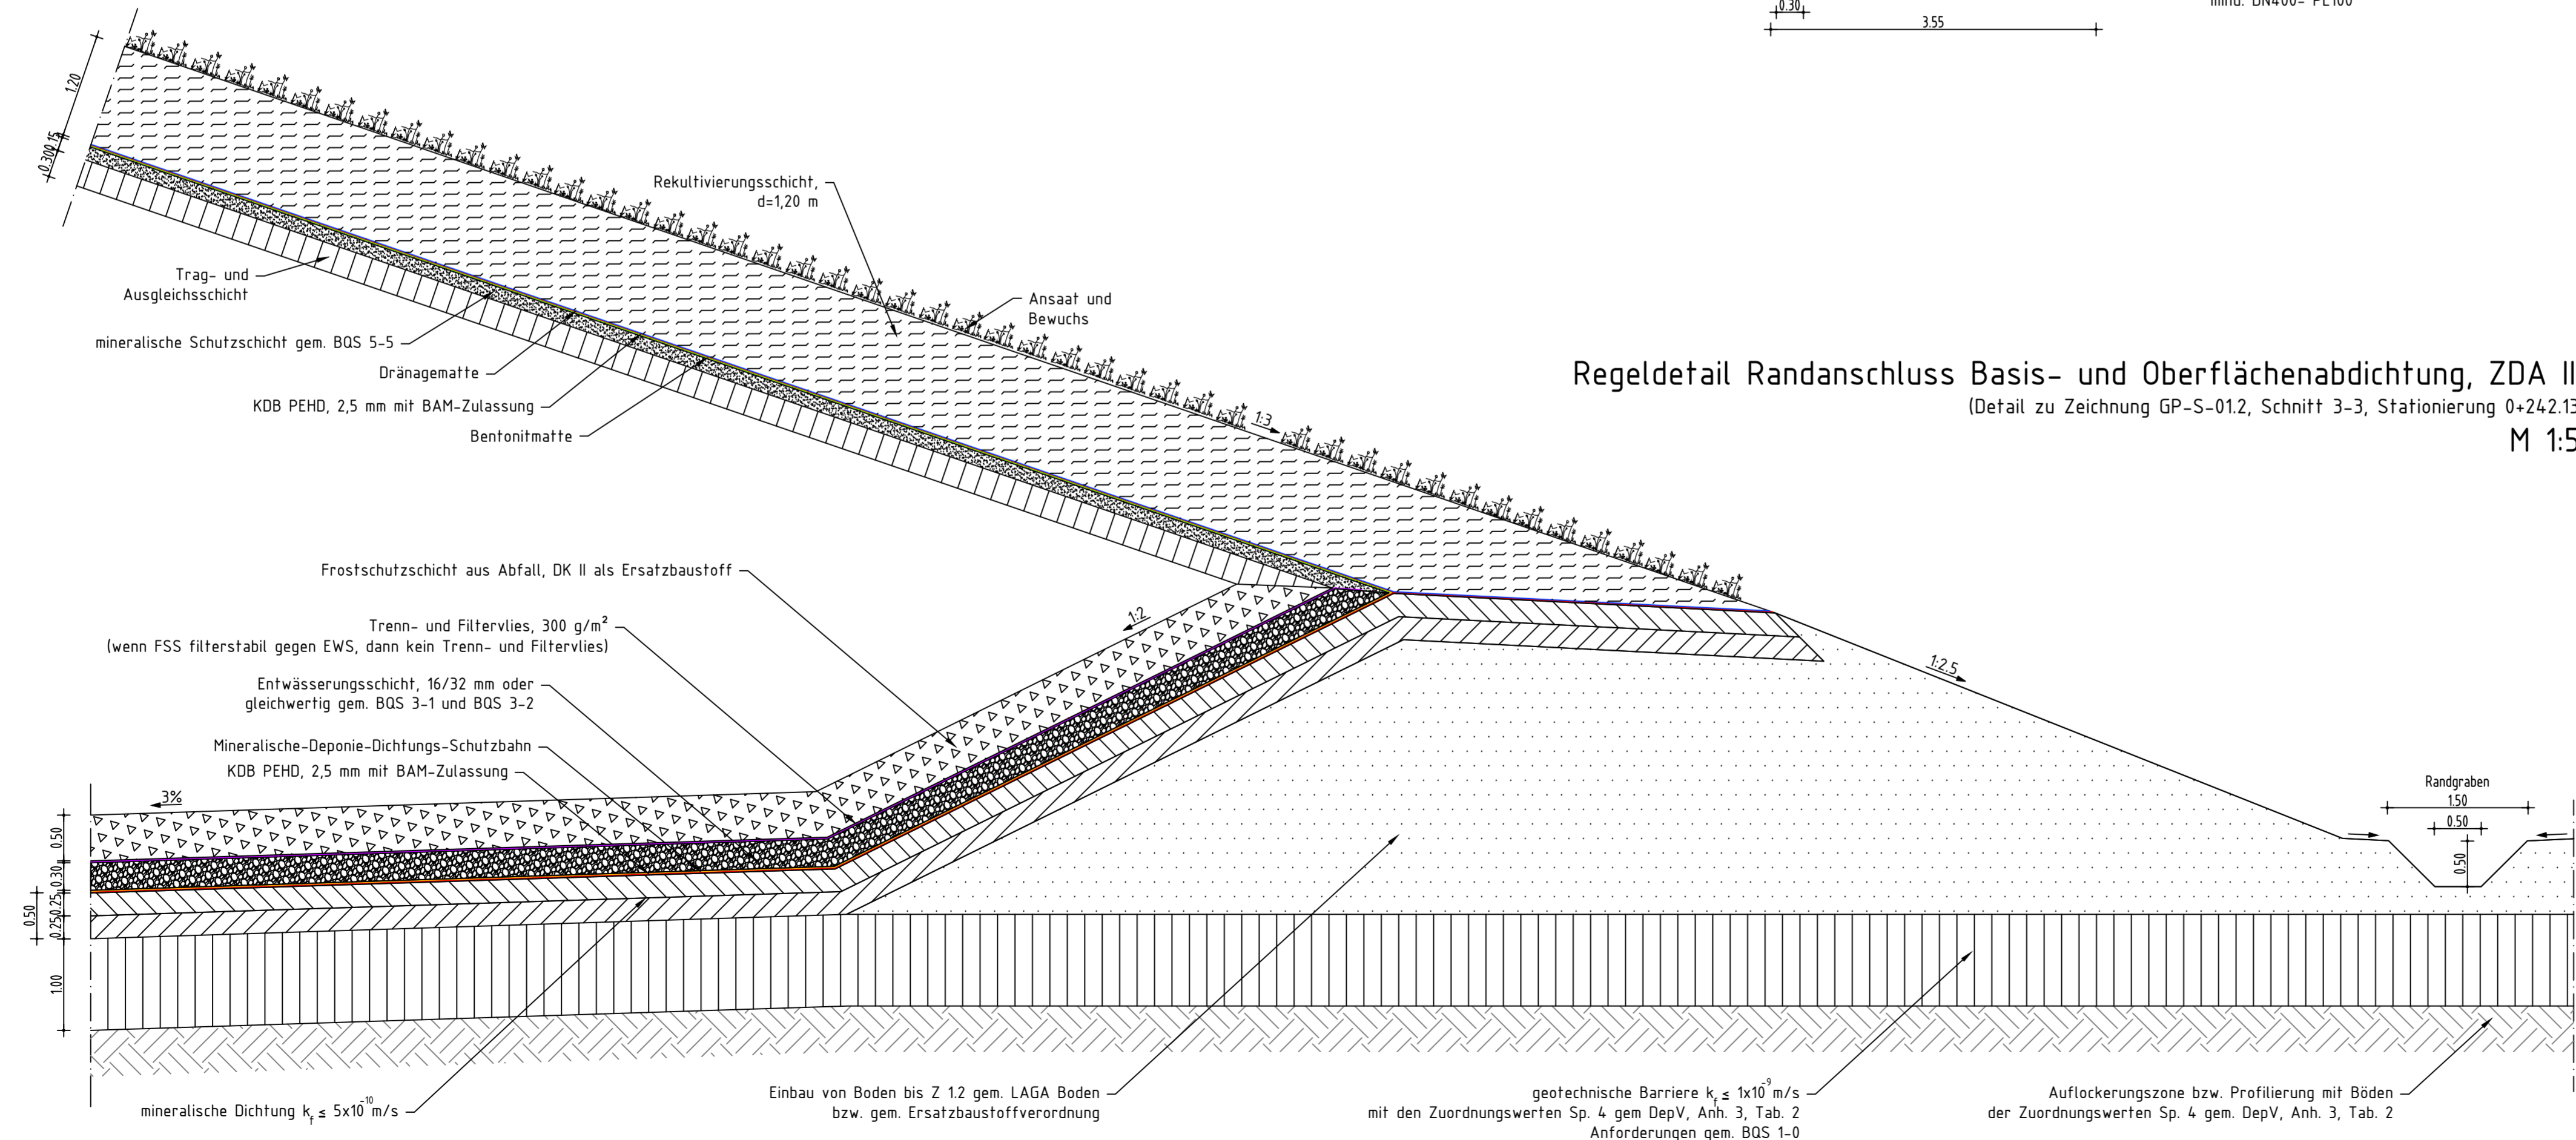 0.30
3.55
1.20
0.15
0.30
Rekultivierungsschicht,
d=1,20 m
Trag- und
Ausgleichsschicht
Ansaat und
Bewuchs
mineralische Schutzschicht gem. BQS 5-5
Dränagematte
KDB PEHD, 2,5 mm mit BAM-Zulassung
Bentonitmatte
1:3
Regeldetail Randanschluss Basis- und Oberflächenabdichtung, ZDA II
(Detail zu Zeichnung GP-S-01.2, Schnitt 3-3, Stationierung 0+242.13
M 1:5
Frostschutzschicht aus Abfall, DK II als Ersatzbaustoff
1:2
Trenn- und Filtervlies, 300 g/m²
(wenn FSS filterstabil gegen EWS, dann kein Trenn- und Filtervlies)
1:2.5
Entwässerungsschicht, 16/32 mm oder
gleichwertig gem. BQS 3-1 und BQS 3-2
Mineralische-Deponie-Dichtungs-Schutzbahn
KDB PEHD, 2,5 mm mit BAM-Zulassung
3%
Randgraben
1.50
0.50
0.50
0.50
0.30
0.25
0.25
0.50
1.00
mineralische Dichtung kf ≤ 5x10⁻¹⁰m/s
Einbau von Boden bis Z 1.2 gem. LAGA Boden
bzw. gem. Ersatzbaustoffverordnung
geotechnische Barriere kf ≤ 1x10⁻⁹m/s
mit den Zuordnungswerten Sp. 4 gem DepV, Anh. 3, Tab. 2
Anforderungen gem. BQS 1-0
Auflockerungszone bzw. Profilierung mit Böden
der Zuordnungswerten Sp. 4 gem. DepV, Anh. 3, Tab. 2